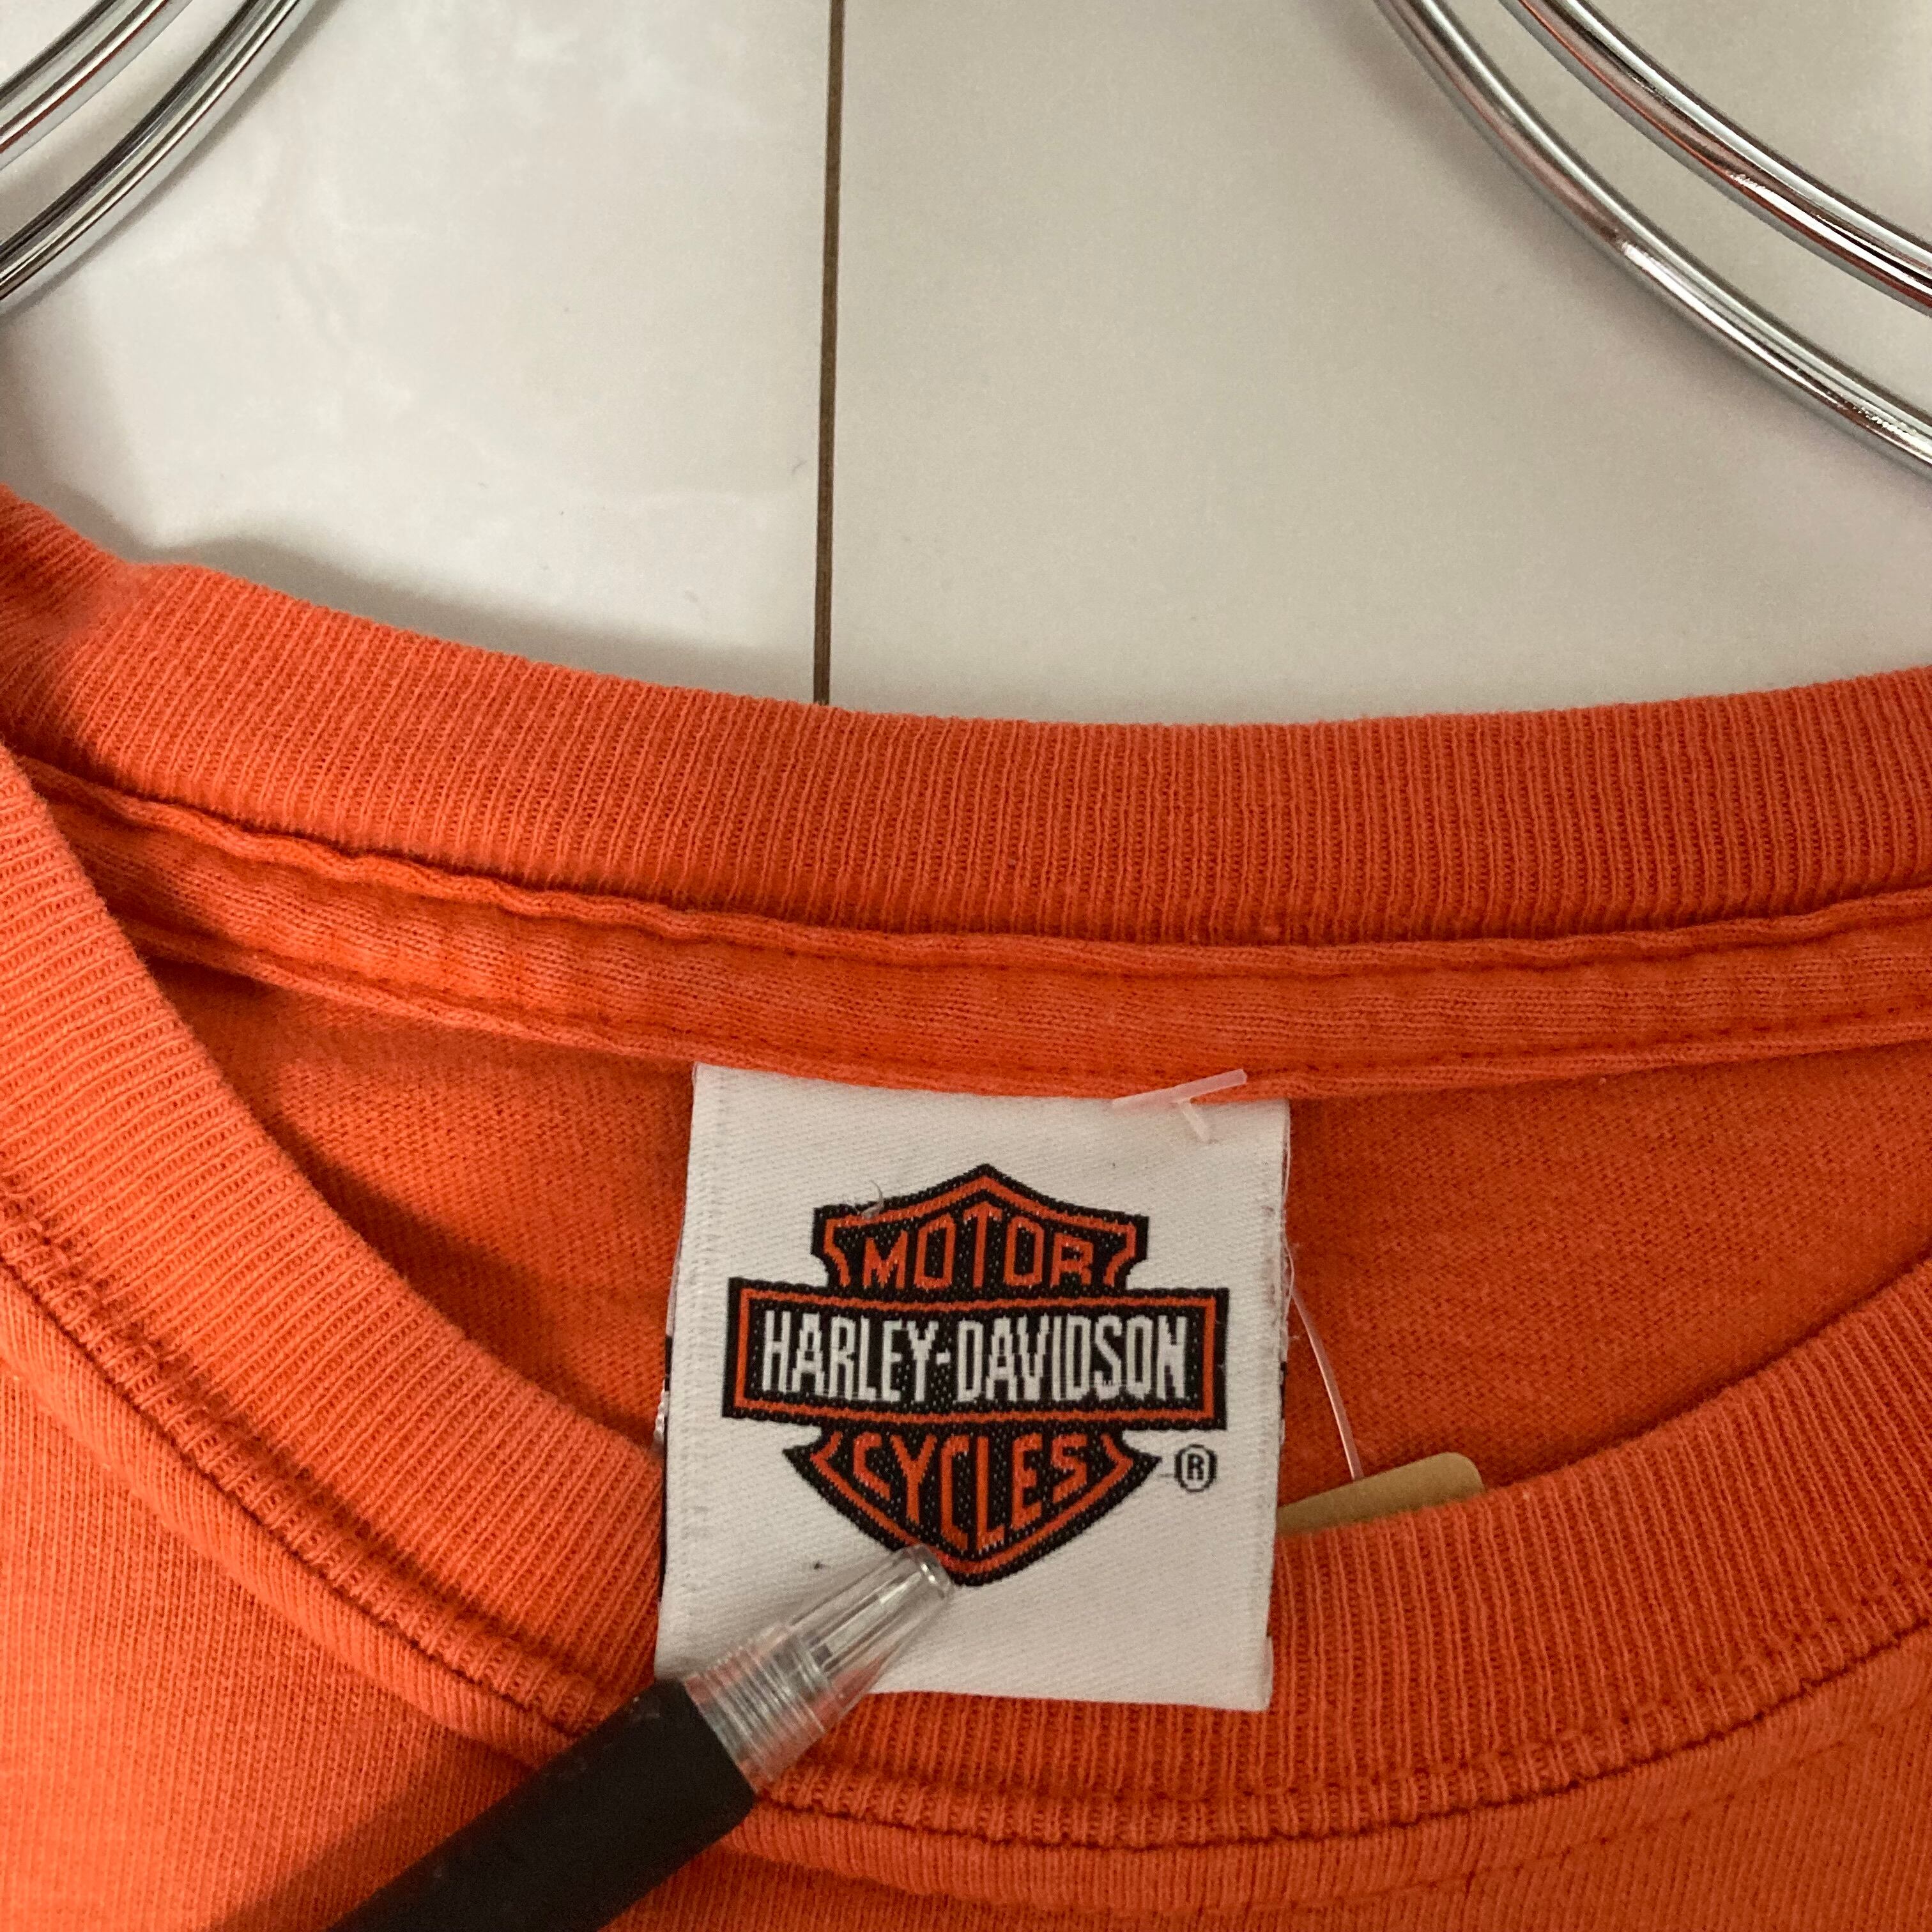 MOTOR
HARLEY-DAVIDSON
CYCLES
®